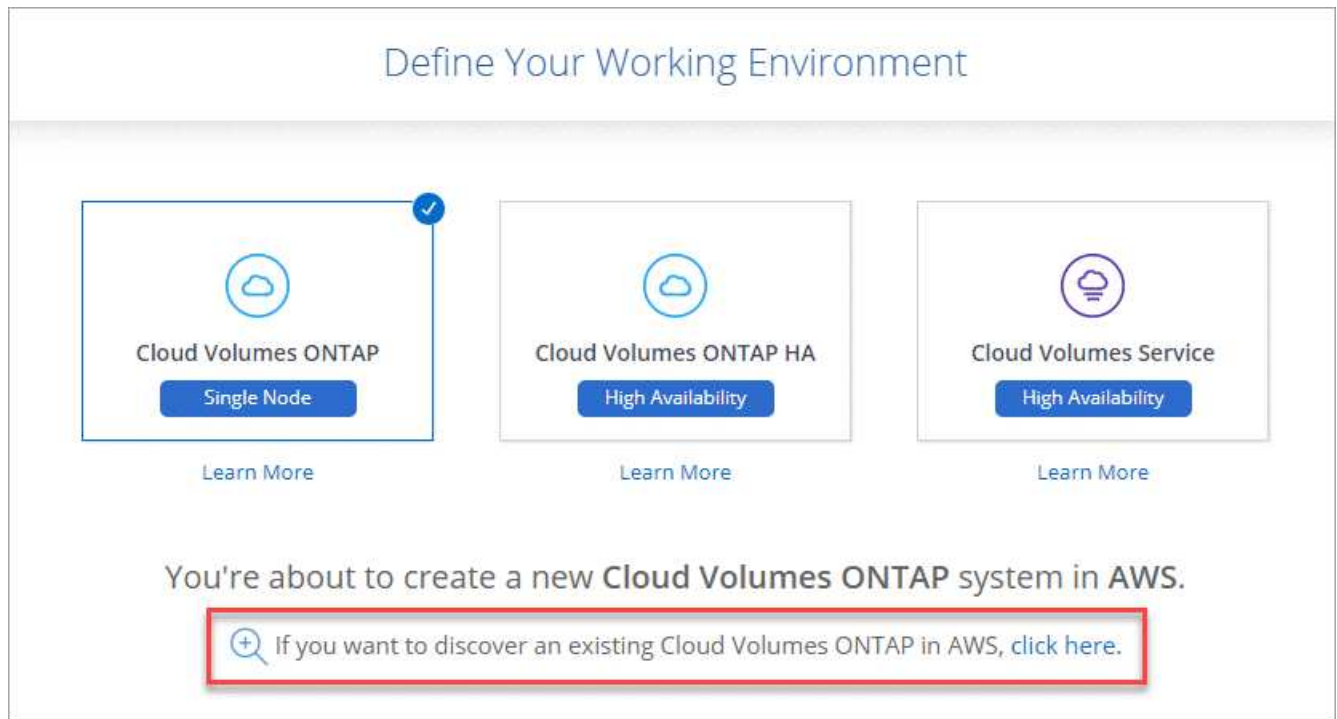 Define Your Working Environment
Cloud Volumes ONTAP
Single Node
Learn More
Cloud Volumes ONTAP HA
High Availability
Learn More
Cloud Volumes Service
High Availability
Learn More
You're about to create a new Cloud Volumes ONTAP system in AWS.
If you want to discover an existing Cloud Volumes ONTAP in AWS, click here.